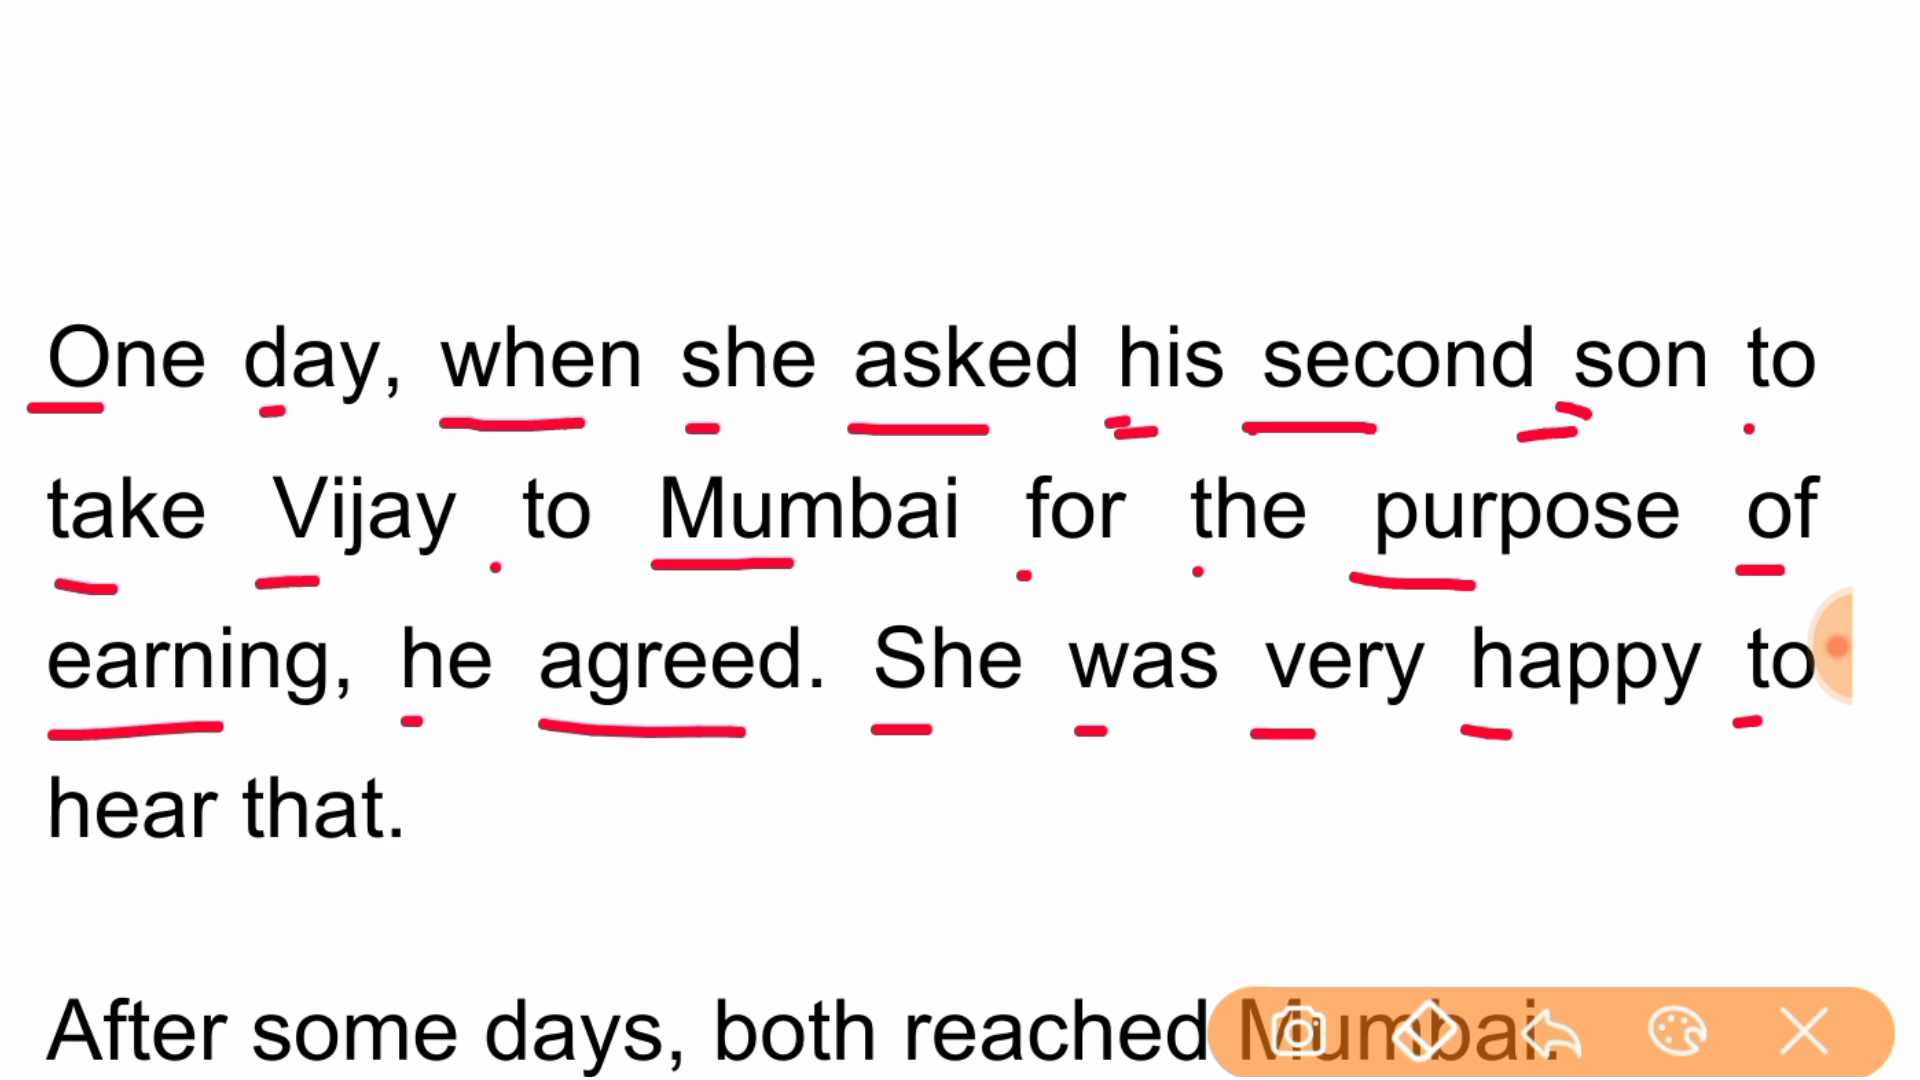 One day, when she asked his second son to
take Vijay to Mumbai for the purpose of
earning, he agreed. She was very happy to
hear that.
After some days, both reached Mumbai.